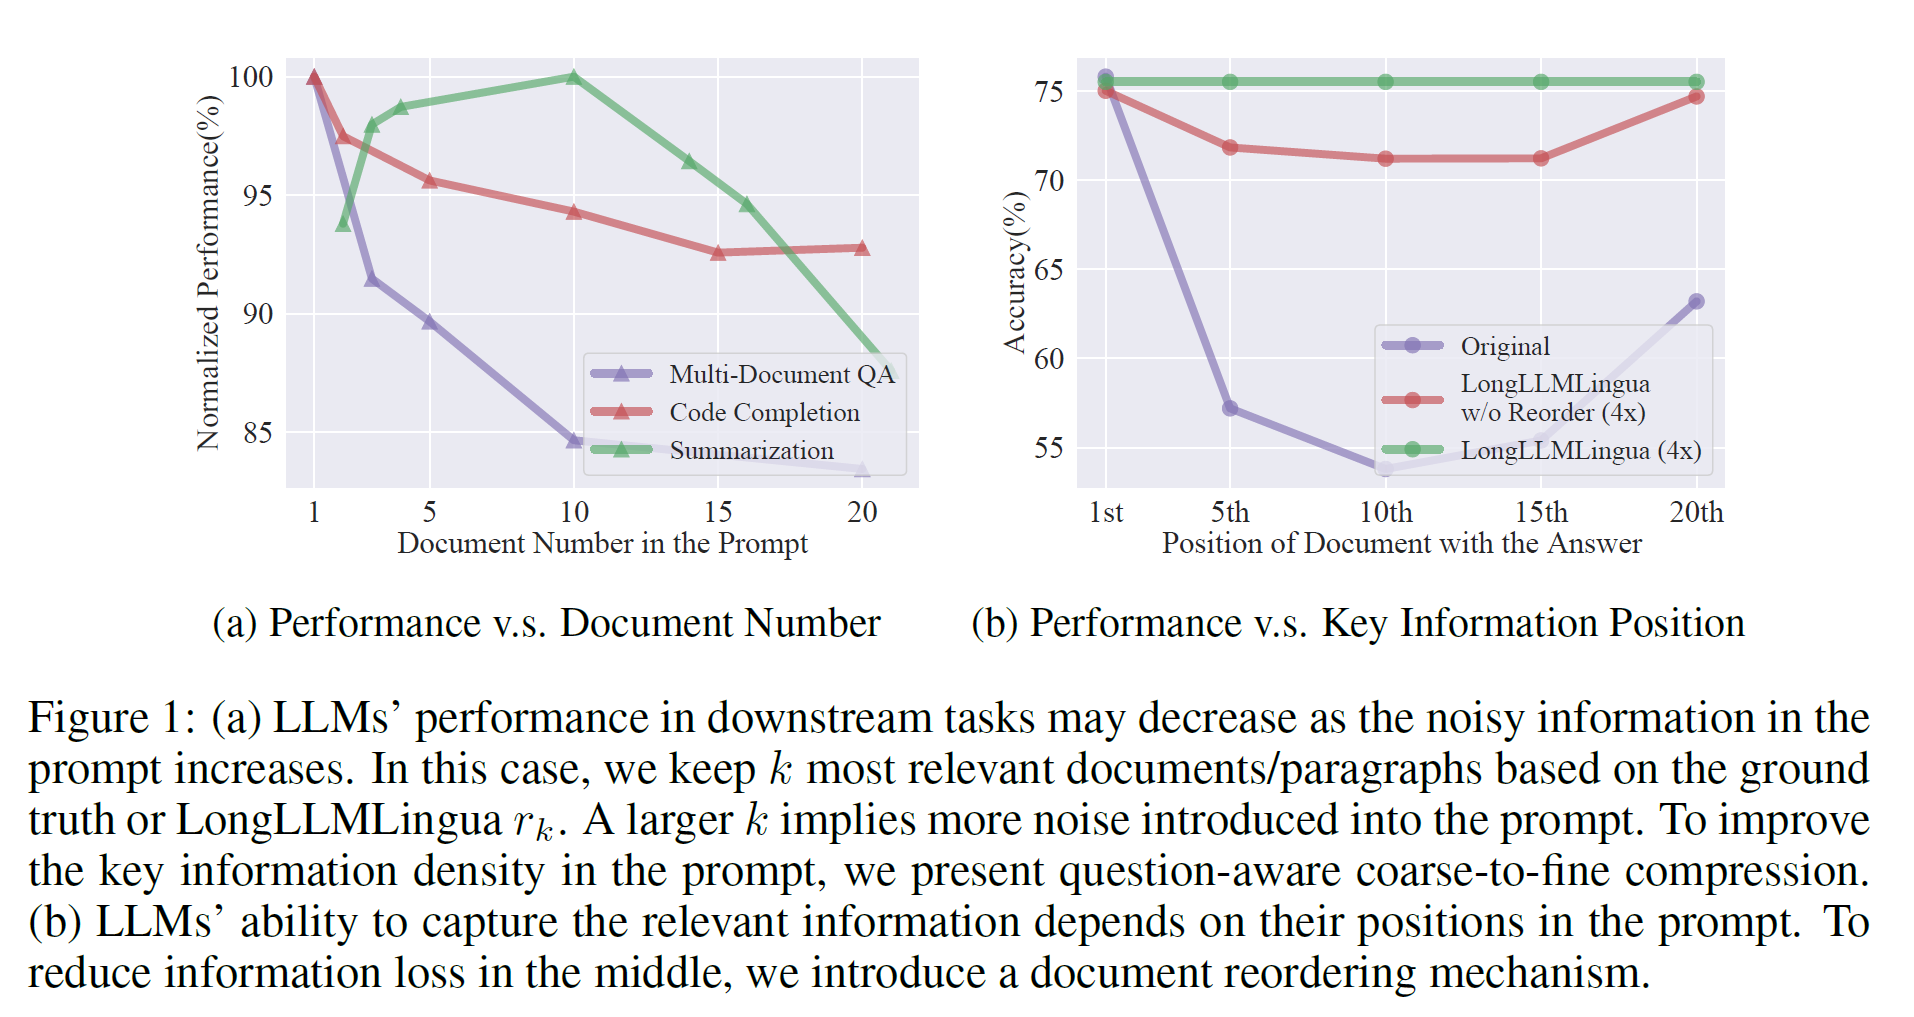 100
95
90
85
Normalized Performance(%)
Multi-Document QA
Code Completion
Summarization
1 5 10 15 20
Document Number in the Prompt
(a) Performance v.s. Document Number
75
70
65
60
55
Accuracy(%)
Original
LongLLMLingua
w/o Reorder (4x)
LongLLMLingua (4x)
1st 5th 10th 15th 20th
Position of Document with the Answer
(b) Performance v.s. Key Information Position
Figure 1: (a) LLMs’ performance in downstream tasks may decrease as the noisy information in the
prompt increases. In this case, we keep k most relevant documents/paragraphs based on the ground
truth or LongLLMLingua rₖ. A larger k implies more noise introduced into the prompt. To improve
the key information density in the prompt, we present question-aware coarse-to-fine compression.
(b) LLMs’ ability to capture the relevant information depends on their positions in the prompt. To
reduce information loss in the middle, we introduce a document reordering mechanism.